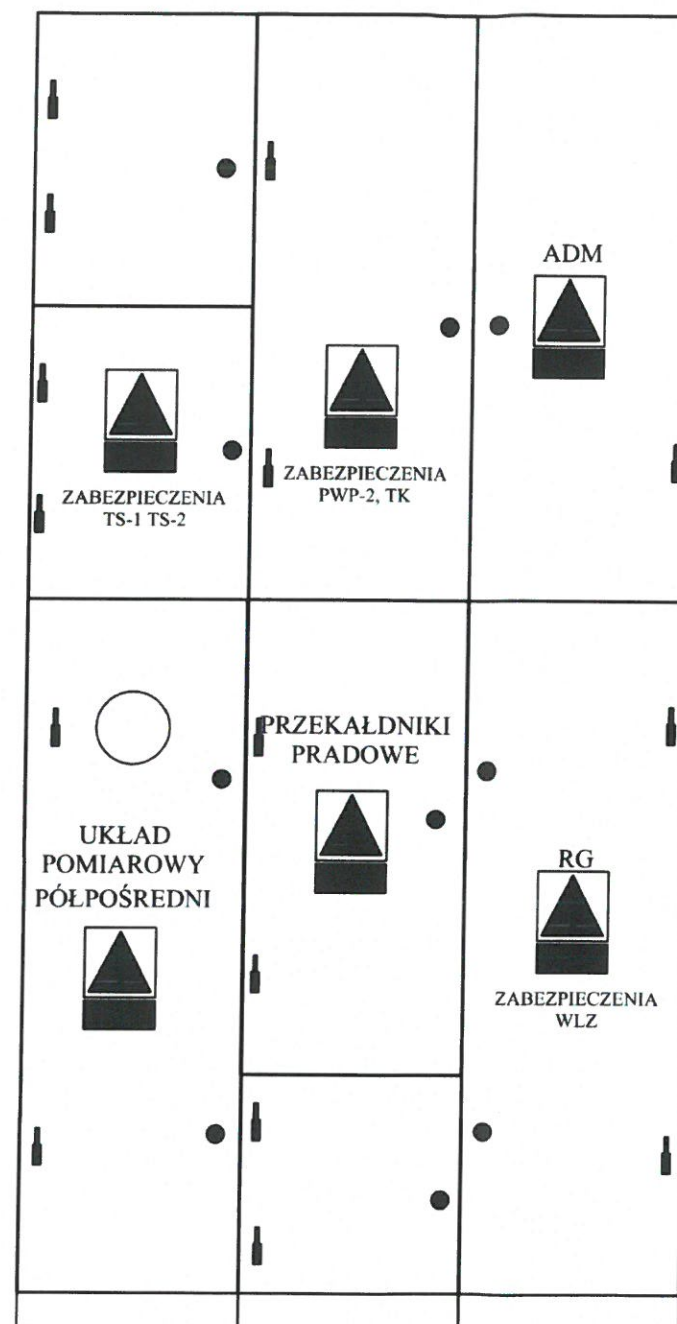 ADM
ZABEZPIECZENIA
TS-1 TS-2
ZABEZPIECZENIA
PWP-2, TK
PRZEKAŁDNIKI
PRADOWE
UKŁAD
POMIAROWY
PÓŁPOŚREDNI
RG
ZABEZPIECZENIA
WLZ